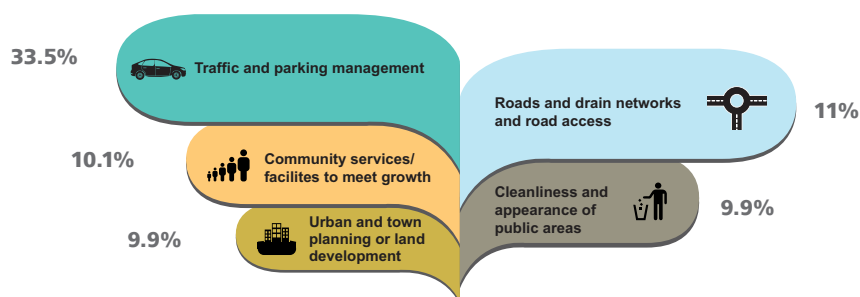 33.5%
Traffic and parking management
Roads and drain networks
and road access
11%
10.1%
Community services/
facilites to meet growth
Cleanliness and
appearance of
public areas
9.9%
9.9%
Urban and town
planning or land
development